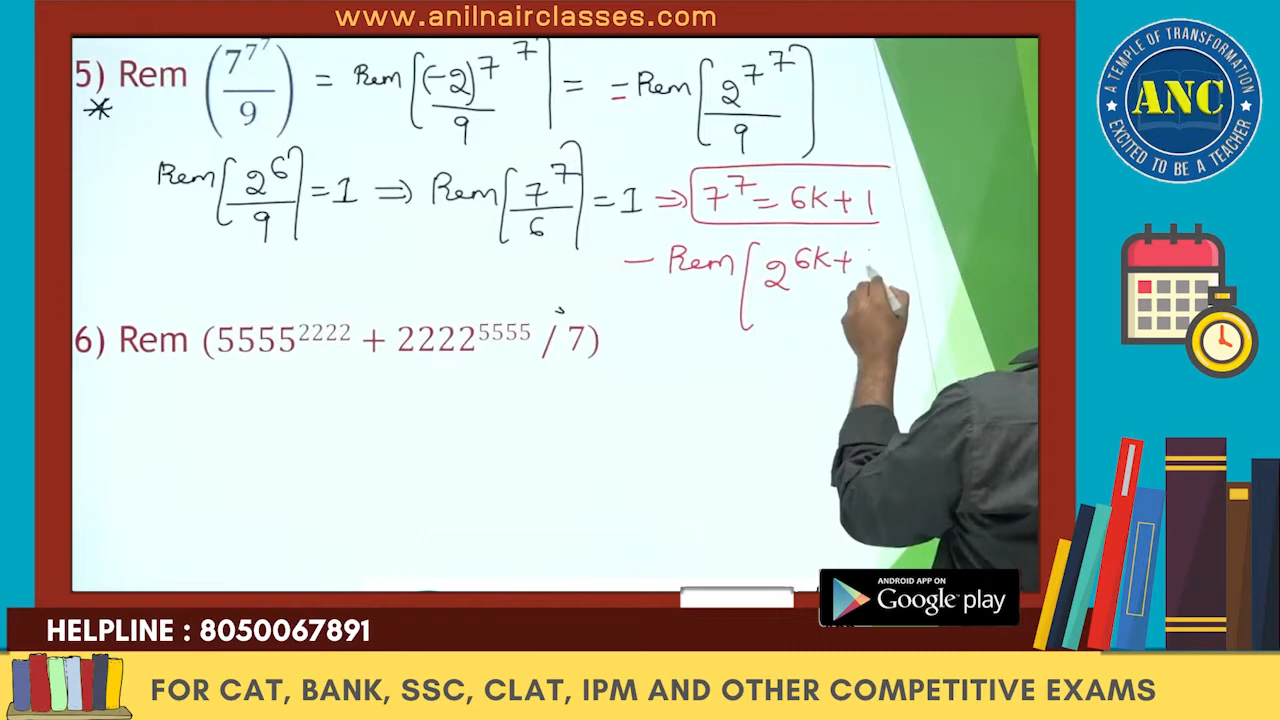 www.anilnairclasses.com
5) Rem (7^7^7 / 9) = Rem [(-2)^7^7 / 9] = = -Rem [2^7^7 / 9]
*
Rem [2^6 / 9] = 1 ⇒ Rem [7^7 / 6] = 1 ⇒ 7^7 = 6K + 1
- Rem [2^6K+
6) Rem (5555^2222 + 2222^5555 / 7)
A TEMPLE OF TRANSFORMATION
ANC
EXCITED TO BE A TEACHER
ANDROID APP ON
Google play
HELPLINE : 8050067891
FOR CAT, BANK, SSC, CLAT, IPM AND OTHER COMPETITIVE EXAMS